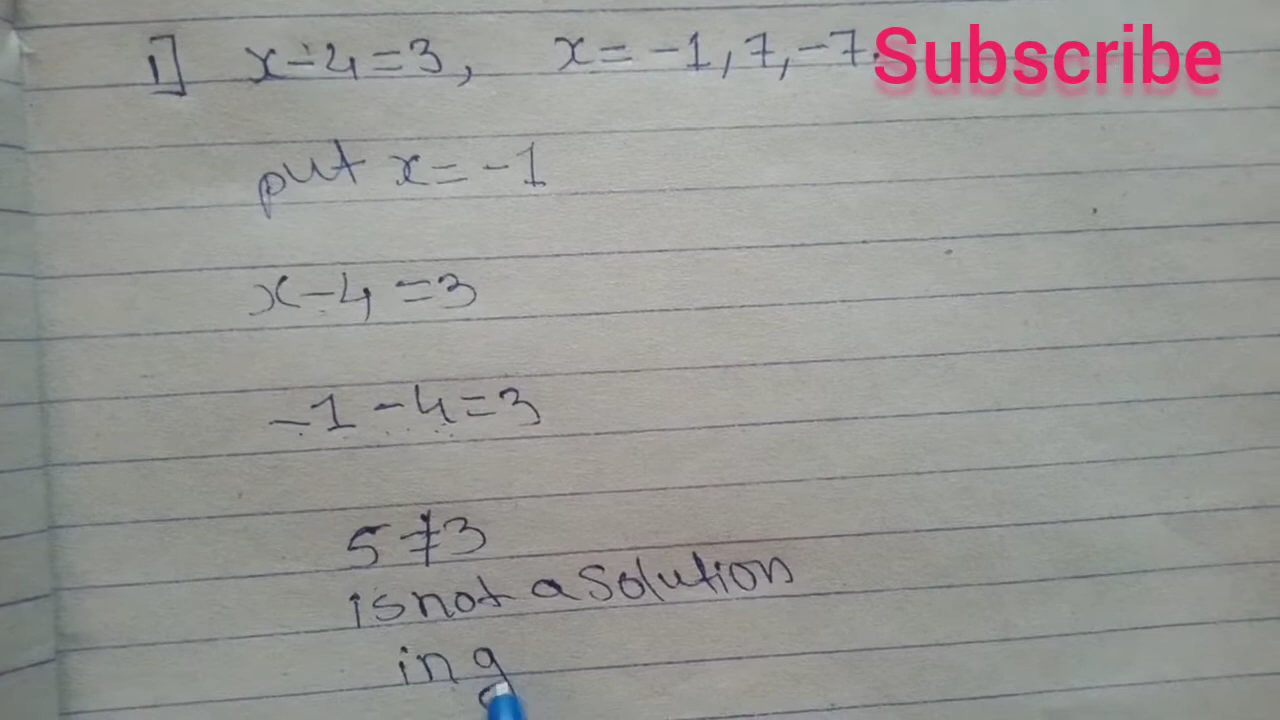 1] x-4=3, x=-1,7,-7. Subscribe
put x=-1
x-4=3
-1-4=3
5≠3
is not a solution
in g